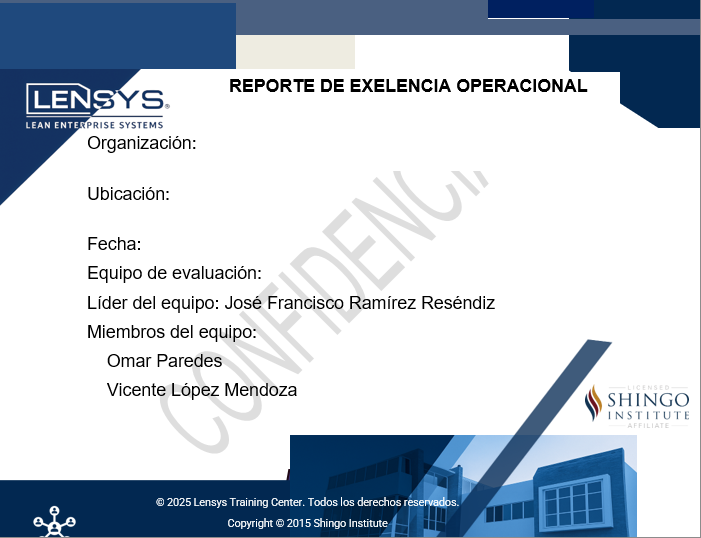 REPORTE DE EXELENCIA OPERACIONAL
LENSYS®
LEAN ENTERPRISE SYSTEMS
Organización:
Ubicación:
Fecha:
Equipo de evaluación:
Líder del equipo: José Francisco Ramírez Reséndiz
Miembros del equipo:
Omar Paredes
Vicente López Mendoza
CONFIDENCI
LICENSED
SHINGO
INSTITUTE
AFFILIATE
© 2025 Lensys Training Center. Todos los derechos reservados.
Copyright © 2015 Shingo Institute